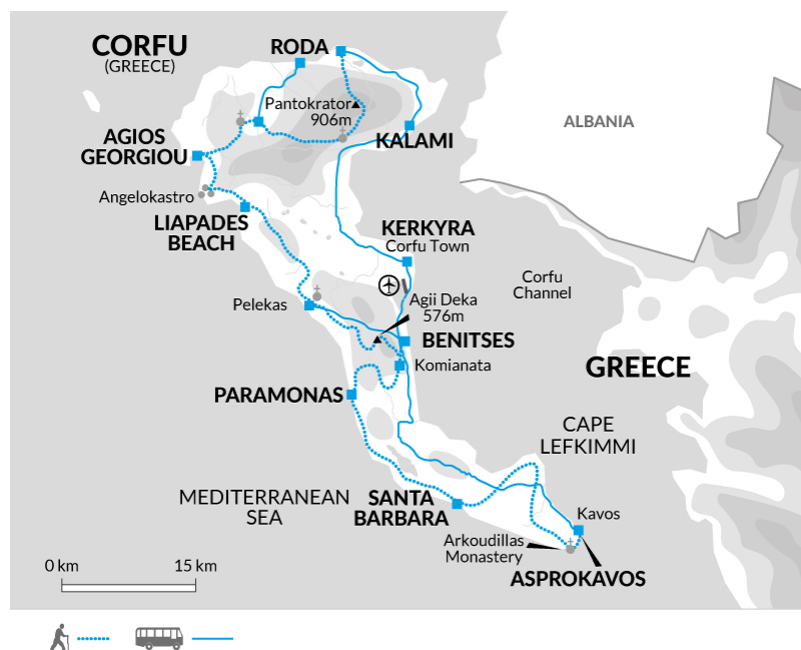 CORFU
(GREECE)
RODA
Pantokrator
906m
ALBANIA
AGIOS
GEORGIOU
KALAMI
Angelokastro
LIAPADES
BEACH
KERKYRA
Corfu Town
Corfu
Channel
Pelekas
Agii Deka
576m
BENITSES
Komianata
GREECE
PARAMONAS
CAPE
LEFKIMMI
MEDITERRANEAN
SEA
SANTA
BARBARA
Kavos
Arkoudillas
Monastery
ASPROKAVOS
0 km
15 km